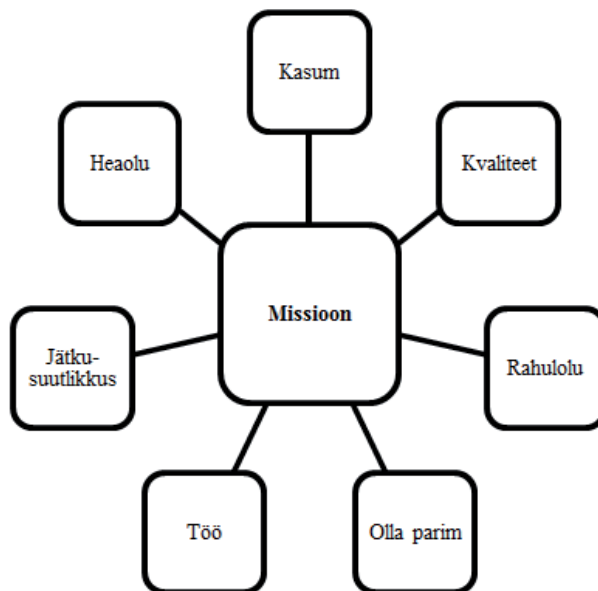 Kasum
Heaolu
Kvaliteet
Missioon
Jätku-
suutlikkus
Rahulolu
Töö
Olla parim